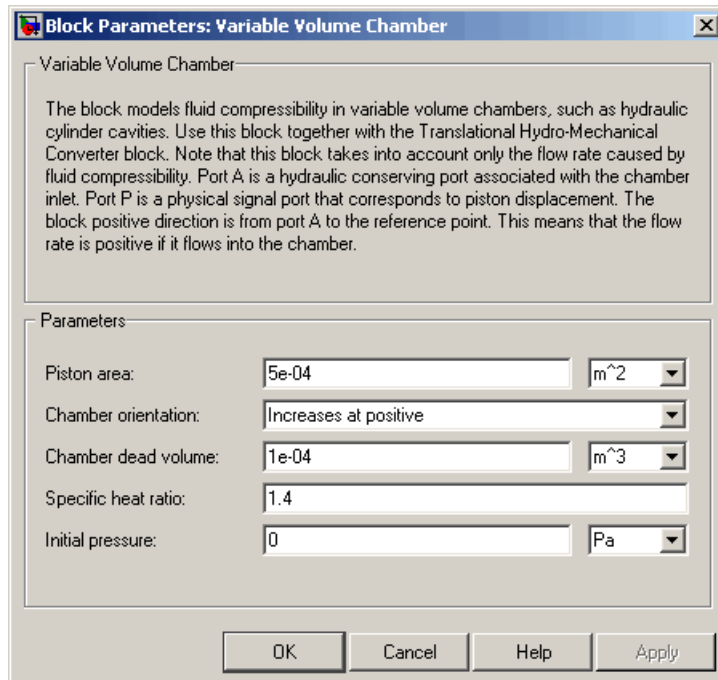 Block Parameters: Variable Volume Chamber
Variable Volume Chamber
The block models fluid compressibility in variable volume chambers, such as hydraulic
cylinder cavities. Use this block together with the Translational Hydro-Mechanical
Converter block. Note that this block takes into account only the flow rate caused by
fluid compressibility. Port A is a hydraulic conserving port associated with the chamber
inlet. Port P is a physical signal port that corresponds to piston displacement. The
block positive direction is from port A to the reference point. This means that the flow
rate is positive if it flows into the chamber.
Parameters
Piston area: 5e-04 m^2
Chamber orientation: Increases at positive
Chamber dead volume: 1e-04 m^3
Specific heat ratio: 1.4
Initial pressure: 0 Pa
OK Cancel Help Apply